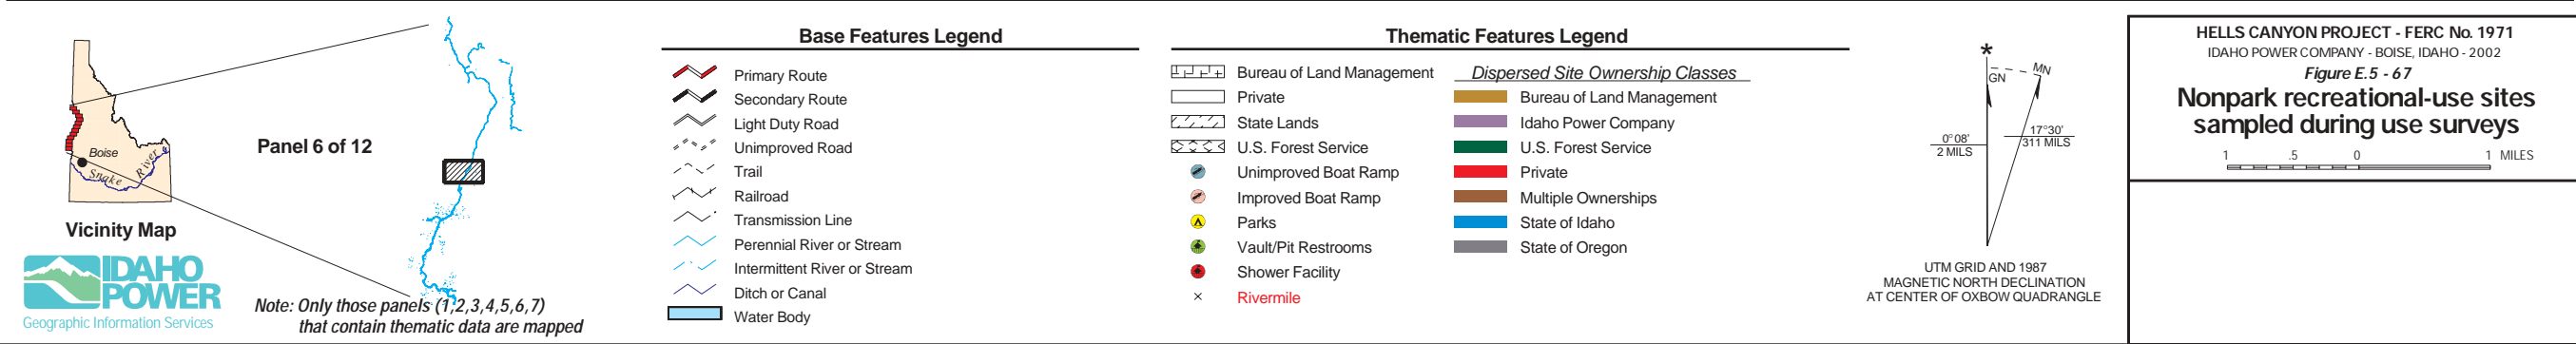 Boise
Snake River
Vicinity Map
IDAHO
POWER
Geographic Information Services
Panel 6 of 12
Note: Only those panels (1,2,3,4,5,6,7)
that contain thematic data are mapped
Base Features Legend
Primary Route
Secondary Route
Light Duty Road
Unimproved Road
Trail
Railroad
Transmission Line
Perennial River or Stream
Intermittent River or Stream
Ditch or Canal
Water Body
Thematic Features Legend
Bureau of Land Management
Private
State Lands
U.S. Forest Service
Unimproved Boat Ramp
Improved Boat Ramp
Parks
Vault/Pit Restrooms
Shower Facility
Rivermile
Dispersed Site Ownership Classes
Bureau of Land Management
Idaho Power Company
U.S. Forest Service
Private
Multiple Ownerships
State of Idaho
State of Oregon
*
GN
MN
0°08'
2 MILS
17°30'
311 MILS
UTM GRID AND 1987
MAGNETIC NORTH DECLINATION
AT CENTER OF OXBOW QUADRANGLE
HELLS CANYON PROJECT - FERC No. 1971
IDAHO POWER COMPANY - BOISE, IDAHO - 2002
Figure E.5 - 67
Nonpark recreational-use sites
sampled during use surveys
1 .5 0 1 MILES